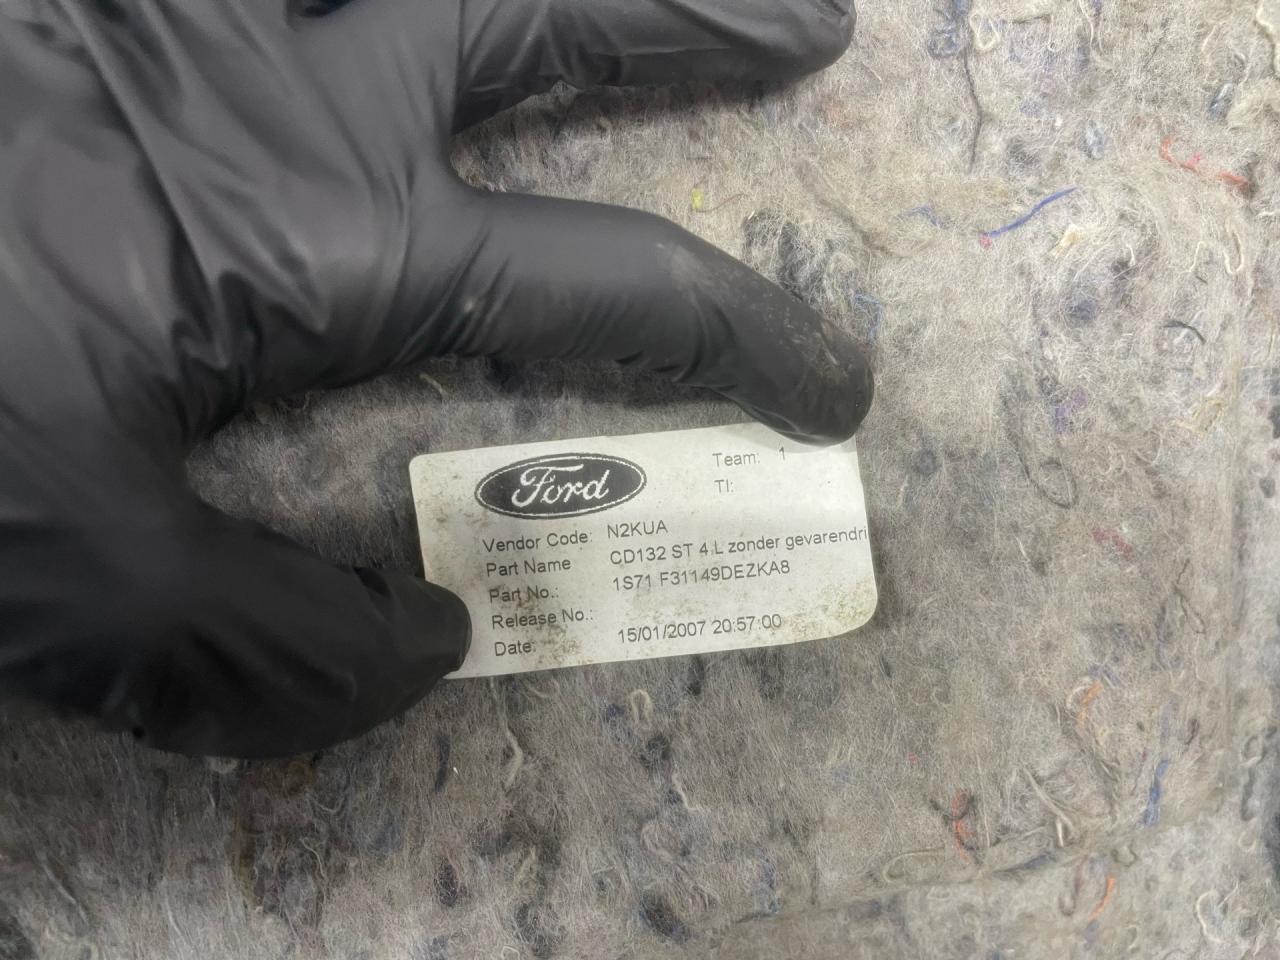 Ford
Team: 1
TI:
Vendor Code: N2KUA
Part Name CD132 ST 4.L zonder gevarendri
Part No.: 1S71 F31149DEZKA8
Release No.:
Date: 15/01/2007 20:57:00